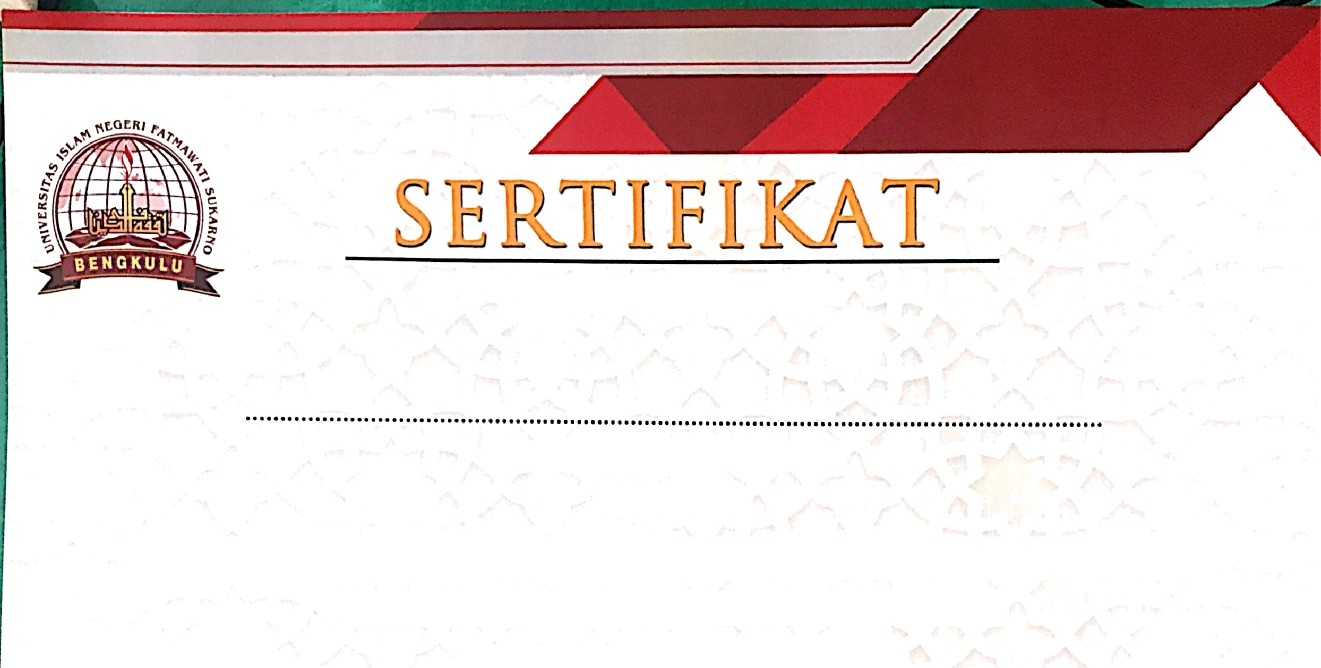 UNIVERSITAS ISLAM NEGERI FATMAWATI SUKARNO
BENGKULU
SERTIFIKAT